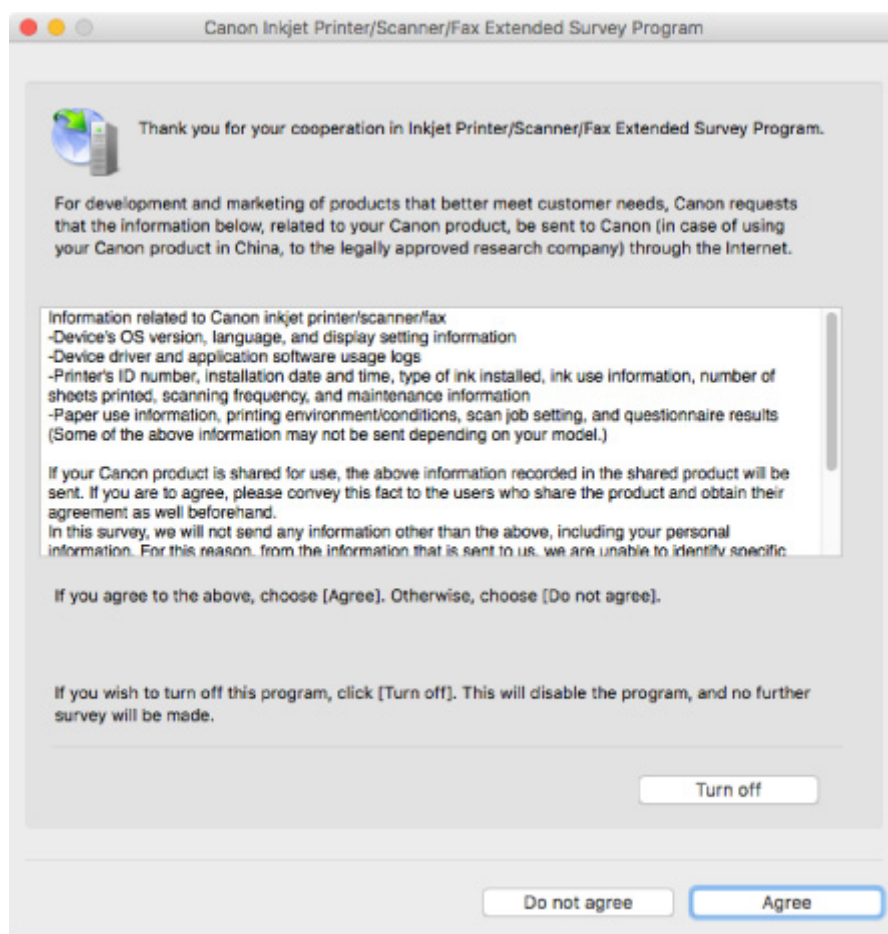 Canon Inkjet Printer/Scanner/Fax Extended Survey Program
Thank you for your cooperation in Inkjet Printer/Scanner/Fax Extended Survey Program.
For development and marketing of products that better meet customer needs, Canon requests
that the information below, related to your Canon product, be sent to Canon (in case of using
your Canon product in China, to the legally approved research company) through the Internet.
Information related to Canon inkjet printer/scanner/fax
-Device's OS version, language, and display setting information
-Device driver and application software usage logs
-Printer's ID number, installation date and time, type of ink installed, ink use information, number of
sheets printed, scanning frequency, and maintenance information
-Paper use information, printing environment/conditions, scan job setting, and questionnaire results
(Some of the above information may not be sent depending on your model.)
If your Canon product is shared for use, the above information recorded in the shared product will be
sent. If you are to agree, please convey this fact to the users who share the product and obtain their
agreement as well beforehand.
In this survey, we will not send any information other than the above, including your personal
information. For this reason, from the information that is sent to us, we are unable to identify specific
If you agree to the above, choose [Agree]. Otherwise, choose [Do not agree].
If you wish to turn off this program, click [Turn off]. This will disable the program, and no further
survey will be made.
Turn off
Do not agree
Agree